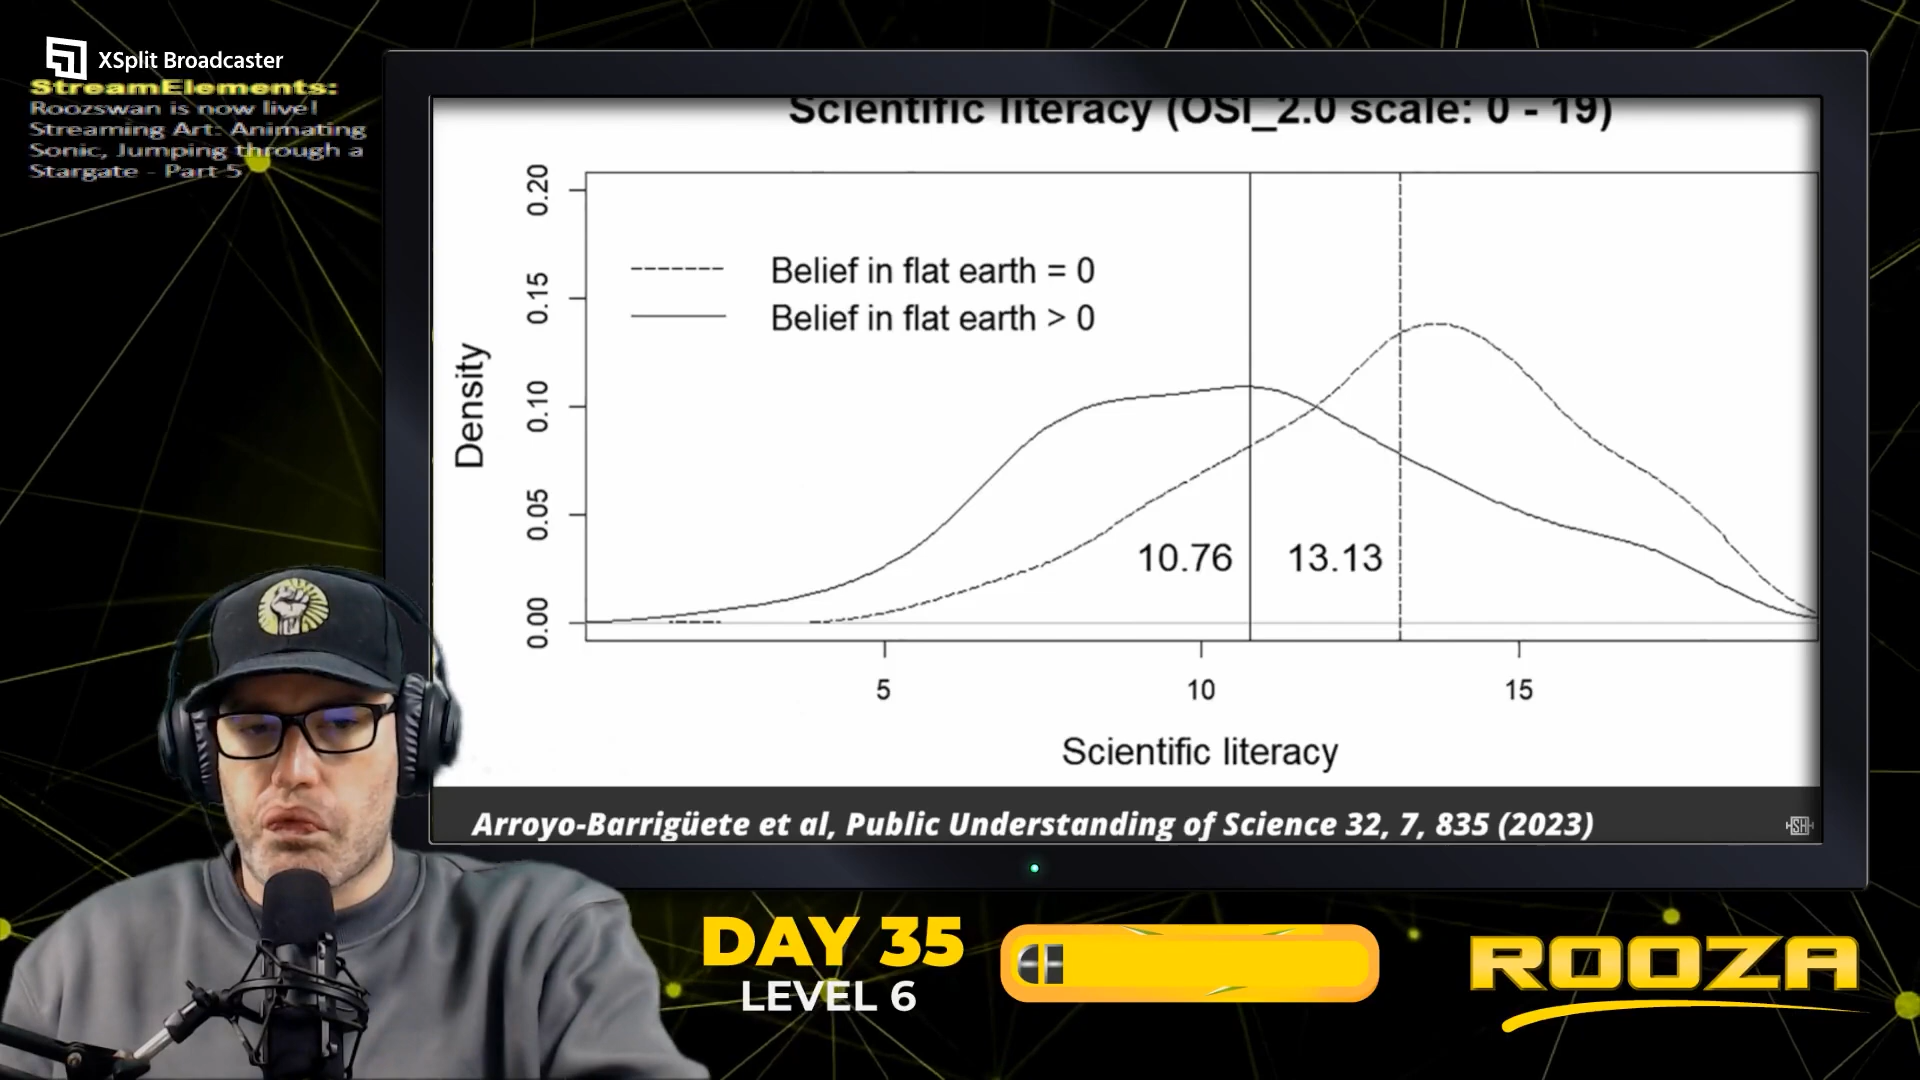 XSplit Broadcaster
StreamElements:
Roozswan is now live!
Streaming Art: Animating
Sonic, Jumping through a
Stargate - Part 5
Scientific literacy (OSI_2.0 scale: 0 - 19)
0.20
0.15
0.10
0.05
0.00
Density
Belief in flat earth = 0
Belief in flat earth > 0
10.76
13.13
5
10
15
Scientific literacy
Arroyo-Barrigüete et al, Public Understanding of Science 32, 7, 835 (2023)
SH
DAY 35
LEVEL 6
ROOZA